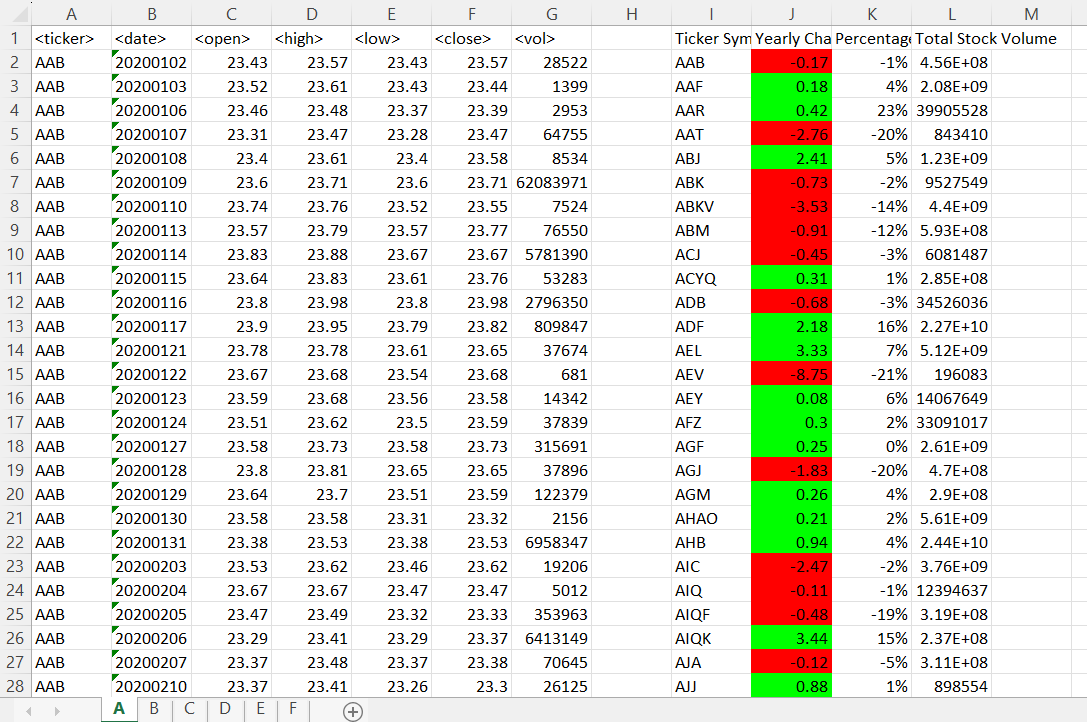 A B C D E F G H I J K L M
1 <ticker> <date> <open> <high> <low> <close> <vol> Ticker Sym Yearly Cha Percentage Total Stock Volume
2 AAB 20200102 23.43 23.57 23.43 23.57 28522 AAB -0.17 -1% 4.56E+08
3 AAB 20200103 23.52 23.61 23.43 23.44 1399 AAF 0.18 4% 2.08E+09
4 AAB 20200106 23.46 23.48 23.37 23.39 2953 AAR 0.42 23% 39905528
5 AAB 20200107 23.31 23.47 23.28 23.47 64755 AAT -2.76 -20% 843410
6 AAB 20200108 23.4 23.61 23.4 23.58 8534 ABJ 2.41 5% 1.23E+09
7 AAB 20200109 23.6 23.71 23.6 23.71 62083971 ABK -0.73 -2% 9527549
8 AAB 20200110 23.74 23.76 23.52 23.55 7524 ABKV -3.53 -14% 4.4E+09
9 AAB 20200113 23.57 23.79 23.57 23.77 76550 ABM -0.91 -12% 5.93E+08
10 AAB 20200114 23.83 23.88 23.67 23.67 5781390 ACJ -0.45 -3% 6081487
11 AAB 20200115 23.64 23.83 23.61 23.76 53283 ACYQ 0.31 1% 2.85E+08
12 AAB 20200116 23.8 23.98 23.8 23.98 2796350 ADB -0.68 -3% 34526036
13 AAB 20200117 23.9 23.95 23.79 23.82 809847 ADF 2.18 16% 2.27E+10
14 AAB 20200121 23.78 23.78 23.61 23.65 37674 AEL 3.33 7% 5.12E+09
15 AAB 20200122 23.67 23.68 23.54 23.68 681 AEV -8.75 -21% 196083
16 AAB 20200123 23.59 23.68 23.56 23.58 14342 AEY 0.08 6% 14067649
17 AAB 20200124 23.51 23.62 23.5 23.59 37839 AFZ 0.3 2% 33091017
18 AAB 20200127 23.58 23.73 23.58 23.73 315691 AGF 0.25 0% 2.61E+09
19 AAB 20200128 23.8 23.81 23.65 23.65 37896 AGJ -1.83 -20% 4.7E+08
20 AAB 20200129 23.64 23.7 23.51 23.59 122379 AGM 0.26 4% 2.9E+08
21 AAB 20200130 23.58 23.58 23.31 23.32 2156 AHAO 0.21 2% 5.61E+09
22 AAB 20200131 23.38 23.53 23.38 23.53 6958347 AHB 0.94 4% 2.44E+10
23 AAB 20200203 23.53 23.62 23.46 23.62 19206 AIC -2.47 -2% 3.76E+09
24 AAB 20200204 23.67 23.67 23.47 23.47 5012 AIQ -0.11 -1% 12394637
25 AAB 20200205 23.47 23.49 23.32 23.33 353963 AIQF -0.48 -19% 3.19E+08
26 AAB 20200206 23.29 23.41 23.29 23.37 6413149 AIQK 3.44 15% 2.37E+08
27 AAB 20200207 23.37 23.48 23.37 23.38 70645 AJA -0.12 -5% 3.11E+08
28 AAB 20200210 23.37 23.41 23.26 23.3 26125 AJJ 0.88 1% 898554
A B C D E F